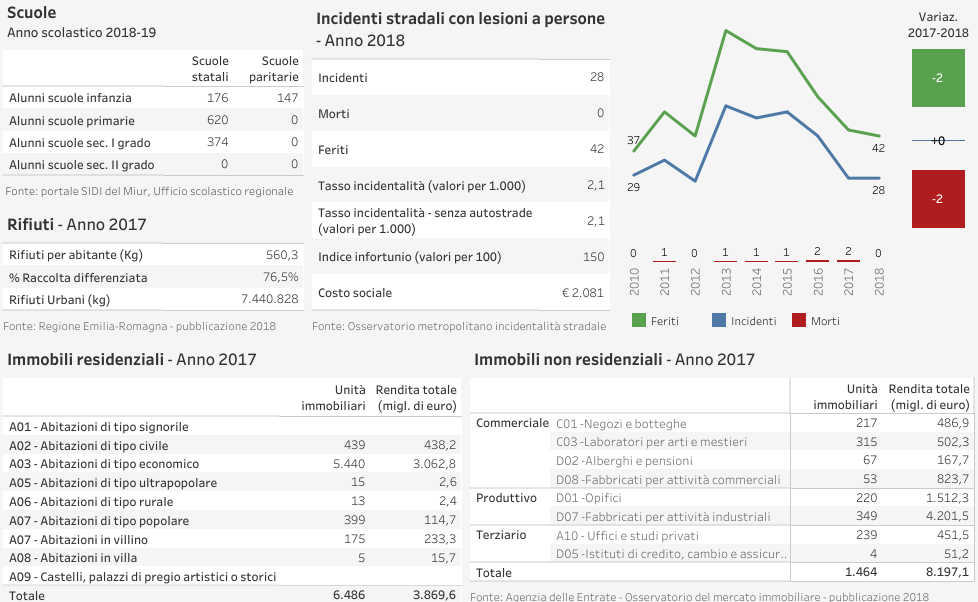 Scuole
Anno scolastico 2018-19
Scuole statali Scuole paritarie
Alunni scuole infanzia 176 147
Alunni scuole primarie 620 0
Alunni scuole sec. I grado 374 0
Alunni scuole sec. II grado 0 0
Fonte: portale SIDI del Miur, Ufficio scolastico regionale
Rifiuti - Anno 2017
Rifiuti per abitante (Kg) 560,3
% Raccolta differenziata 76,5%
Rifiuti Urbani (kg) 7.440.828
Fonte: Regione Emilia-Romagna - pubblicazione 2018
Incidenti stradali con lesioni a persone
- Anno 2018
Incidenti 28
Morti 0
Feriti 42
Tasso incidentalità (valori per 1.000) 2,1
Tasso incidentalità - senza autostrade
(valori per 1.000) 2,1
Indice infortunio (valori per 100) 150
Costo sociale € 2.081
Fonte: Osservatorio metropolitano incidentalità stradale
37
29
42
28
0 1 0 1 1 1 2 2 0
2010 2011 2012 2013 2014 2015 2016 2017 2018
Feriti Incidenti Morti
Variaz.
2017-2018
-2
+0
-2
Immobili residenziali - Anno 2017
Unità immobiliari Rendita totale (migl. di euro)
A01 - Abitazioni di tipo signorile
A02 - Abitazioni di tipo civile 439 438,2
A03 - Abitazioni di tipo economico 5.440 3.062,8
A05 - Abitazioni di tipo ultrapopolare 15 2,6
A06 - Abitazioni di tipo rurale 13 2,4
A07 - Abitazioni di tipo popolare 399 114,7
A07 - Abitazioni in villino 175 233,3
A08 - Abitazioni in villa 5 15,7
A09 - Castelli, palazzi di pregio artistici o storici
Totale 6.486 3.869,6
Immobili non residenziali - Anno 2017
Unità immobiliari Rendita totale (migl. di euro)
Commerciale C01 -Negozi e botteghe 217 486,9
C03 -Laboratori per arti e mestieri 315 502,3
D02 -Alberghi e pensioni 67 167,7
D08 -Fabbricati per attività commerciali 53 823,7
Produttivo D01 -Opifici 220 1.512,3
D07 -Fabbricati per attività industriali 349 4.201,5
Terziario A10 - Uffici e studi privati 239 451,5
D05 -Istituti di credito, cambio e assicur.. 4 51,2
Totale 1.464 8.197,1
Fonte: Agenzia delle Entrate - Osservatorio del mercato immobiliare - pubblicazione 2018